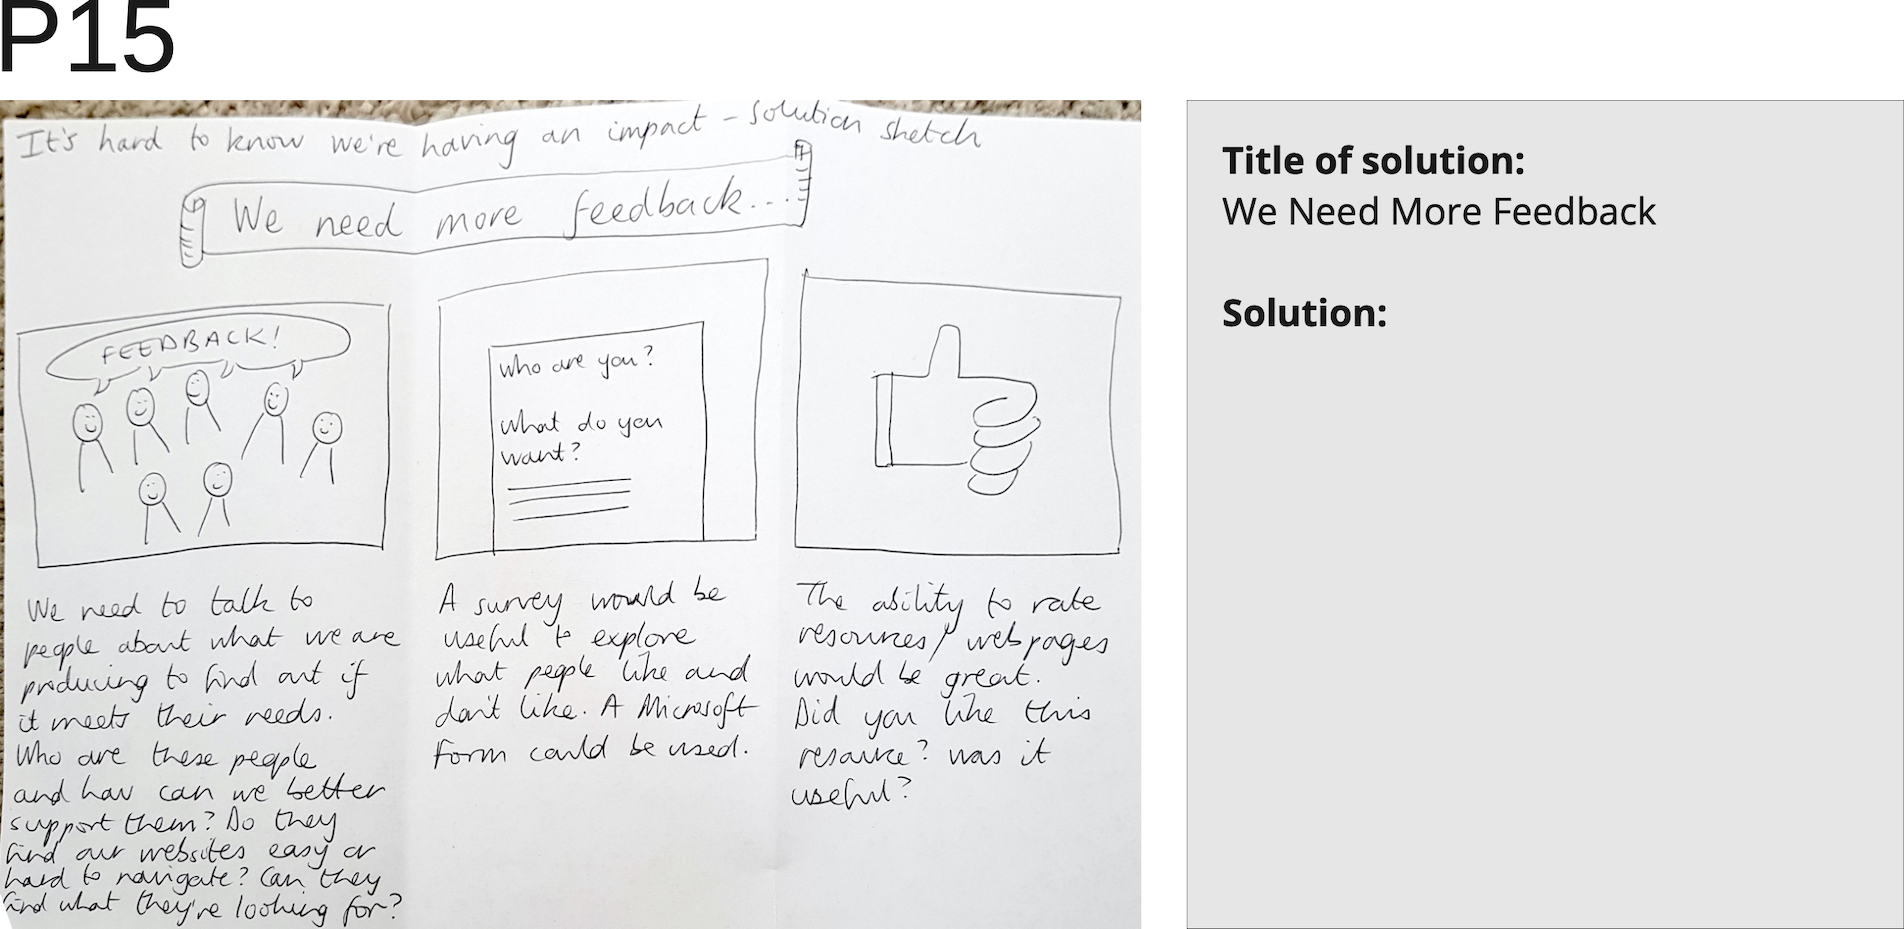 P15
It's hard to know we're having an impact - solution sketch
We need more feedback...
FEEDBACK!
We need to talk to
people about what we are
producing to find out if
it meets their needs.
Who are these people
and how can we better
support them? Do they
find our websites easy or
hard to navigate? Can they
find what they're looking for?
who are you?
what do you
want?
A survey would be
useful to explore
what people like and
don't like. A Microsoft
Form could be used.
The ability to rate
resources/webpages
would be great.
Did you like this
resource? was it
useful?
Title of solution:
We Need More Feedback
Solution: